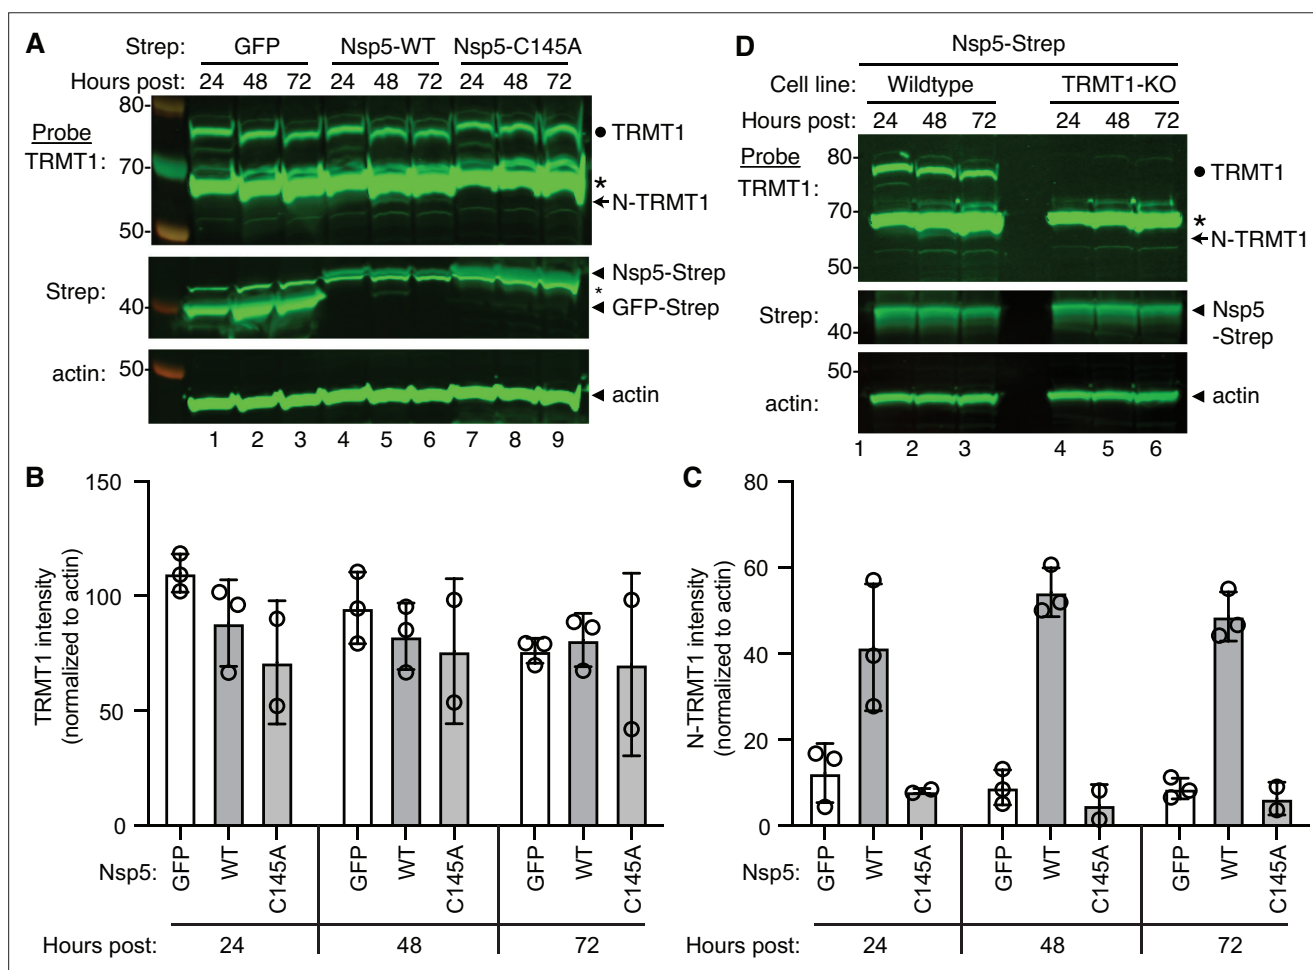 A
Strep: GFP Nsp5-WT Nsp5-C145A
Hours post: 24 48 72 24 48 72 24 48 72
Probe
TRMT1:
80-
70-
50-
TRMT1
*
N-TRMT1
Strep:
40-
Nsp5-Strep
*
GFP-Strep
actin:
50-
actin
1 2 3 4 5 6 7 8 9
D
Nsp5-Strep
Cell line: Wildtype TRMT1-KO
Hours post: 24 48 72 24 48 72
Probe
TRMT1:
80-
70-
50-
TRMT1
*
N-TRMT1
Strep:
40-
Nsp5
-Strep
actin:
50-
actin
1 2 3 4 5 6
B
TRMT1 intensity
(normalized to actin)
150
100
50
0
Nsp5: GFP WT C145A GFP WT C145A GFP WT C145A
Hours post: 24 48 72
C
N-TRMT1 intensity
(normalized to actin)
80
60
40
20
0
Nsp5: GFP WT C145A GFP WT C145A GFP WT C145A
Hours post: 24 48 72